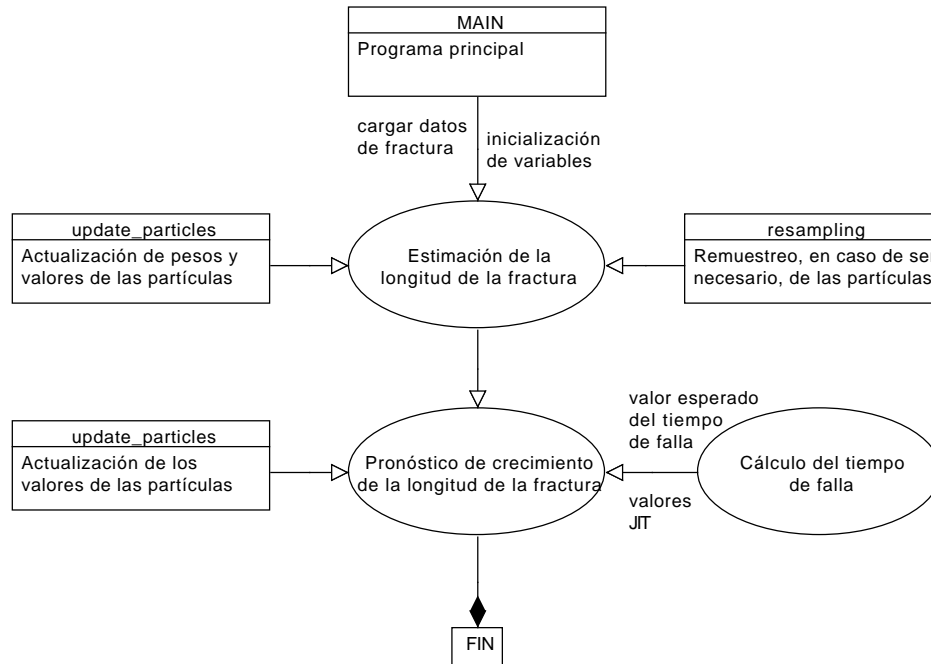 MAIN
Programa principal
cargar datos
de fractura
inicialización
de variables
update_particles
Actualización de pesos y
valores de las partículas
Estimación de la
longitud de la fractura
resampling
Remuestreo, en caso de ser
necesario, de las partículas
update_particles
Actualización de los
valores de las partículas
Pronóstico de crecimiento
de la longitud de la fractura
valor esperado
del tiempo
de falla
valores
JIT
Cálculo del tiempo
de falla
FIN